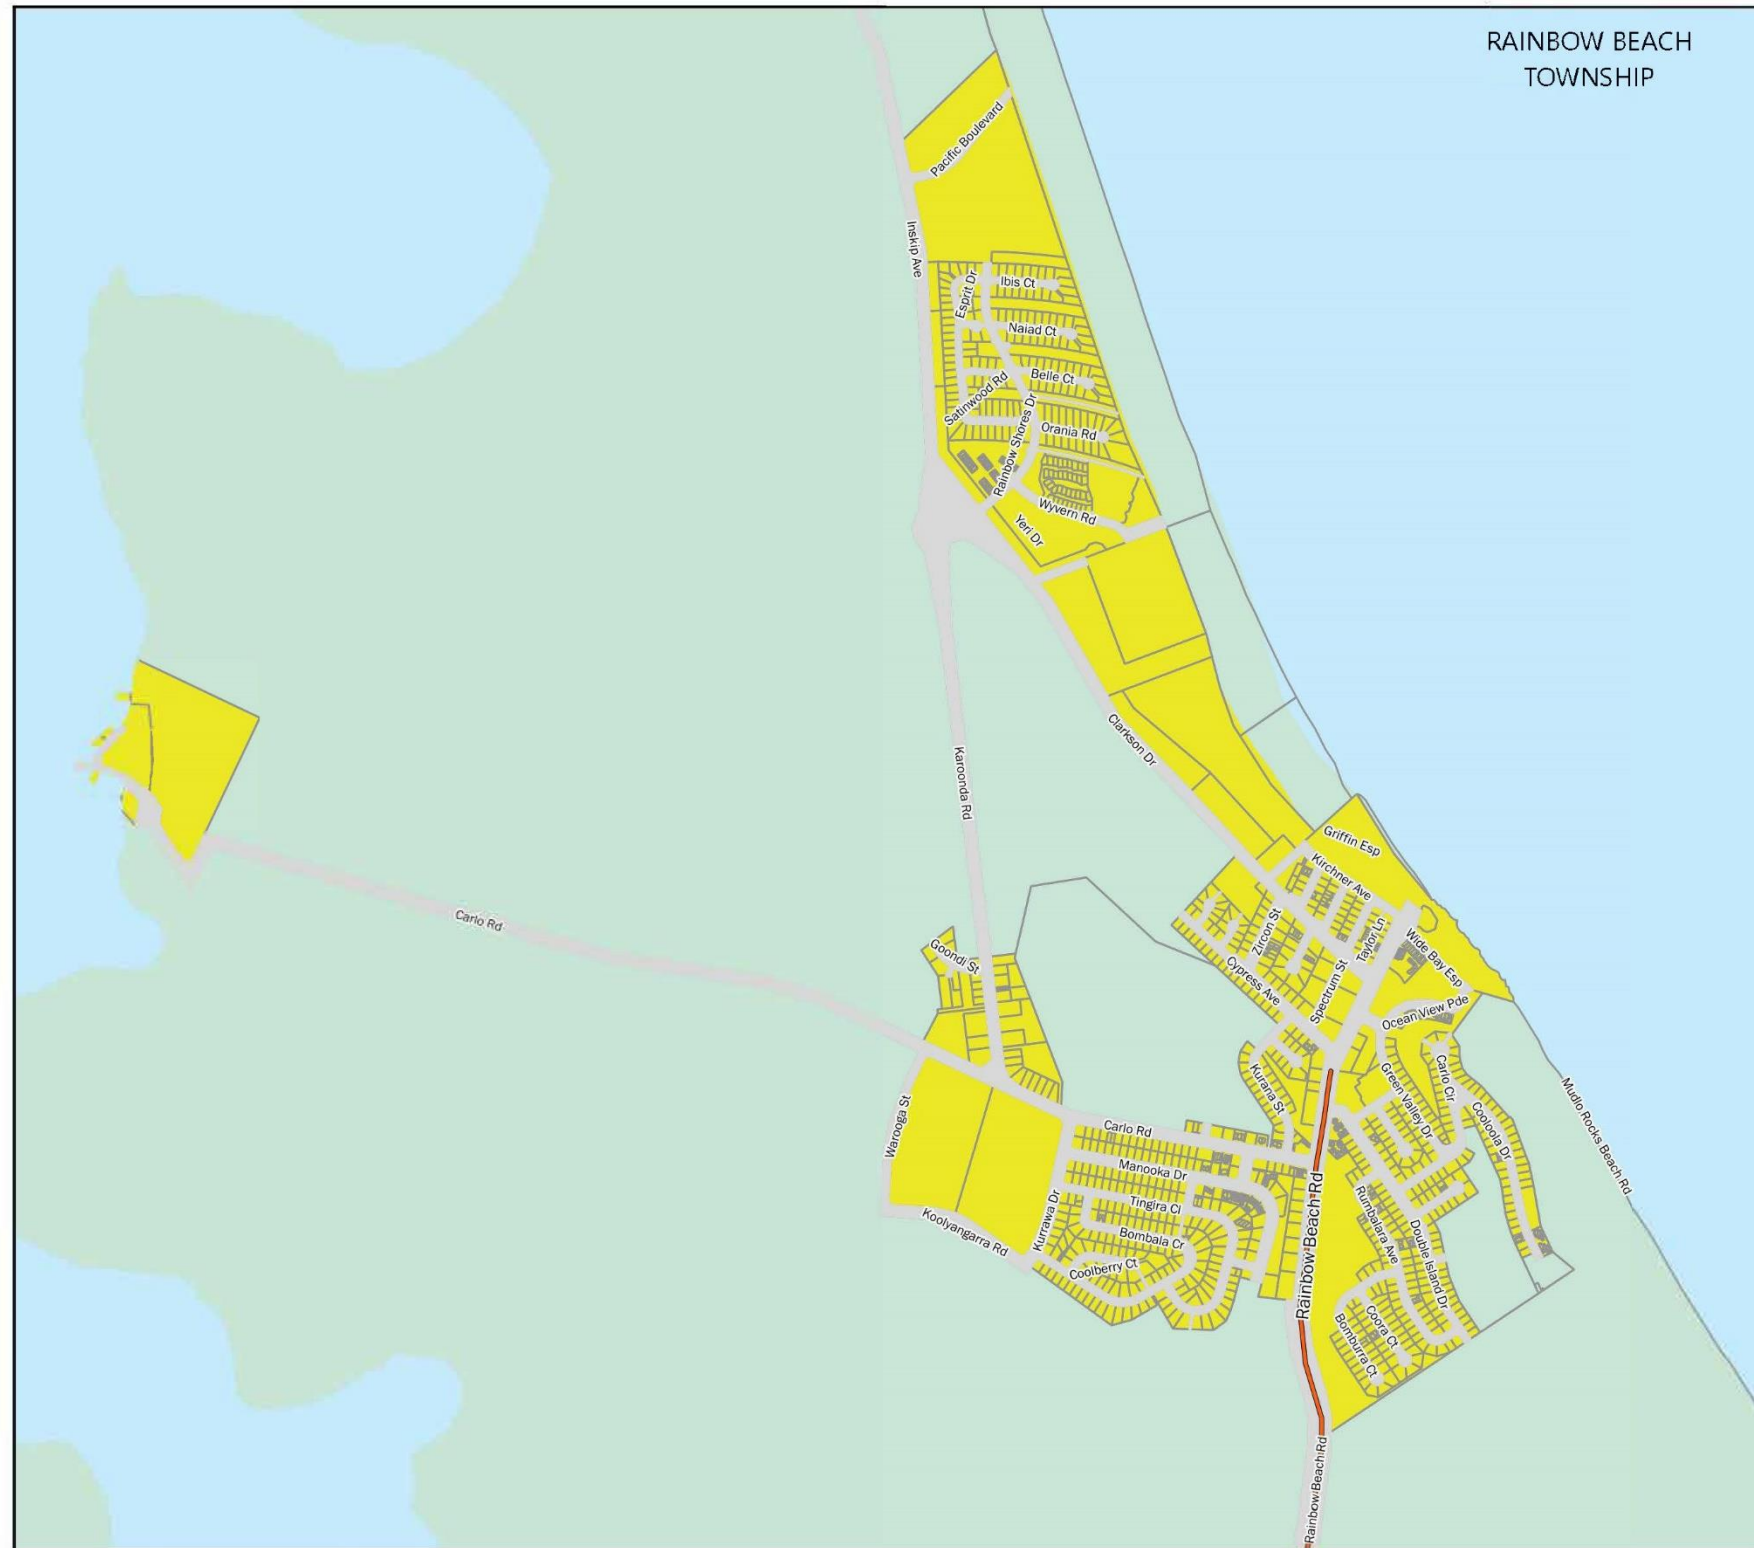 RAINBOW BEACH
TOWNSHIP
Pacific Boulevard
Inskip Ave
Esprit Dr
Ibis Ct
Naiad Ct
Belle Ct
Satinwood Rd
Rainbow Shores Dr
Orania Rd
Wyvern Rd
Yeri Dr
Clarkson Dr
Karoonda Rd
Griffin Esp
Kirchner Ave
Zircon St
Taylor Ln
Wide Bay Esp
Cypress Ave
Spectrum St
Ocean View Pde
Carlo Rd
Goondi St
Kurana St
Green Valley Dr
Carlo Cir
Cooloola Dr
Mudlo Rocks Beach Rd
Warooga St
Carlo Rd
Manooka Dr
Tingira Cl
Bombala Cr
Coolberry Ct
Kurrawa Dr
Koolyangarra Rd
Rainbow Beach Rd
Rumbalara Ave
Double Island Dr
Coora Ct
Bomburra Ct
Rainbow Beach Rd